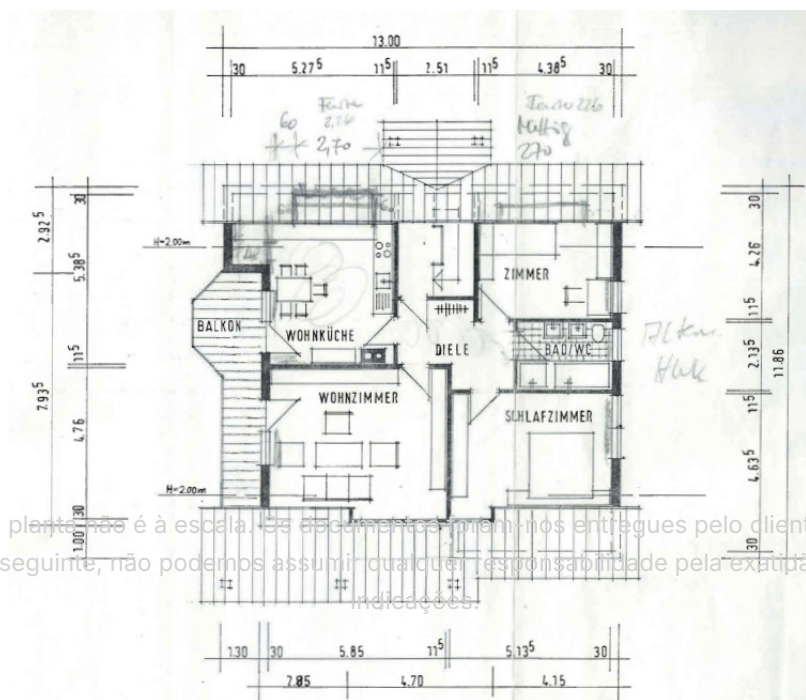 13.00
30 5.27⁵ 11⁵ 2.51 11⁵ 4.38⁵ 30
60 2,70 270
2.92⁵ 30 5.38⁵ 11⁵ 7.93⁵ 4.76 30 1.00
H=2.00m
ZIMMER
BALKON
WOHNKÜCHE
DIELE
BAD/WC
WOHNZIMMER
SCHLAFZIMMER
H=2.00m
30 4.26 11⁵ 2.13⁵ 11.86 11⁵ 4.63⁵ 30
planta não é à escala. Os documentos foram-nos entregues pelo client
seguinte, não podemos assumir qualquer responsabilidade pela exatidã
indicações.
1.30 30 5.85 11⁵ 5.13⁵ 30
2.85 4.70 4.15